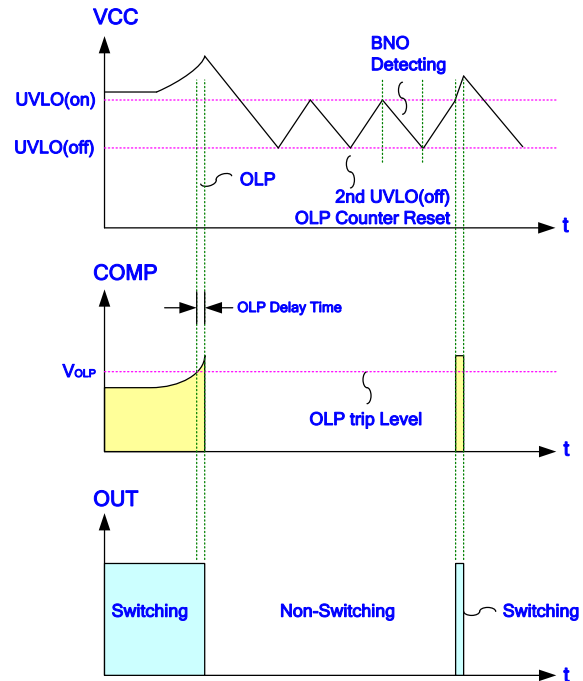 VCC
BNO
Detecting
UVLO(on)
UVLO(off)
OLP
2nd UVLO(off)
OLP Counter Reset
t
COMP
OLP Delay Time
VOLP
OLP trip Level
t
OUT
Switching
Non-Switching
Switching
t